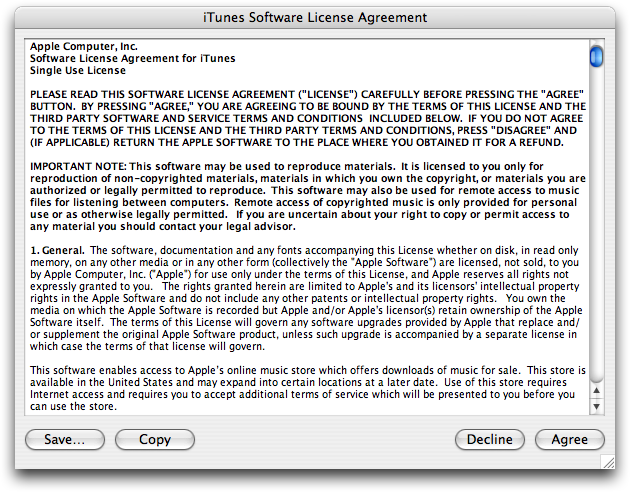 iTunes Software License Agreement
Apple Computer, Inc.
Software License Agreement for iTunes
Single Use License
PLEASE READ THIS SOFTWARE LICENSE AGREEMENT ("LICENSE") CAREFULLY BEFORE PRESSING THE "AGREE"
BUTTON.  BY PRESSING "AGREE," YOU ARE AGREEING TO BE BOUND BY THE TERMS OF THIS LICENSE AND THE
THIRD PARTY SOFTWARE AND SERVICE TERMS AND CONDITIONS  INCLUDED BELOW.  IF YOU DO NOT AGREE
TO THE TERMS OF THIS LICENSE AND THE THIRD PARTY TERMS AND CONDITIONS, PRESS "DISAGREE" AND
(IF APPLICABLE) RETURN THE APPLE SOFTWARE TO THE PLACE WHERE YOU OBTAINED IT FOR A REFUND.
IMPORTANT NOTE: This software may be used to reproduce materials.  It is licensed to you only for
reproduction of non-copyrighted materials, materials in which you own the copyright, or materials you are
authorized or legally permitted to reproduce.  This software may also be used for remote access to music
files for listening between computers.  Remote access of copyrighted music is only provided for personal
use or as otherwise legally permitted.  If you are uncertain about your right to copy or permit access to
any material you should contact your legal advisor.
1. General.  The software, documentation and any fonts accompanying this License whether on disk, in read only
memory, on any other media or in any other form (collectively the "Apple Software") are licensed, not sold, to you
by Apple Computer, Inc. ("Apple") for use only under the terms of this License, and Apple reserves all rights not
expressly granted to you.  The rights granted herein are limited to Apple's and its licensors' intellectual property
rights in the Apple Software and do not include any other patents or intellectual property rights.  You own the
media on which the Apple Software is recorded but Apple and/or Apple's licensor(s) retain ownership of the Apple
Software itself.  The terms of this License will govern any software upgrades provided by Apple that replace and/
or supplement the original Apple Software product, unless such upgrade is accompanied by a separate license in
which case the terms of that license will govern.
This software enables access to Apple's online music store which offers downloads of music for sale.  This store is
available in the United States and may expand into certain locations at a later date.  Use of this store requires
Internet access and requires you to accept additional terms of service which will be presented to you before you
can use the store.
Save... Copy Decline Agree